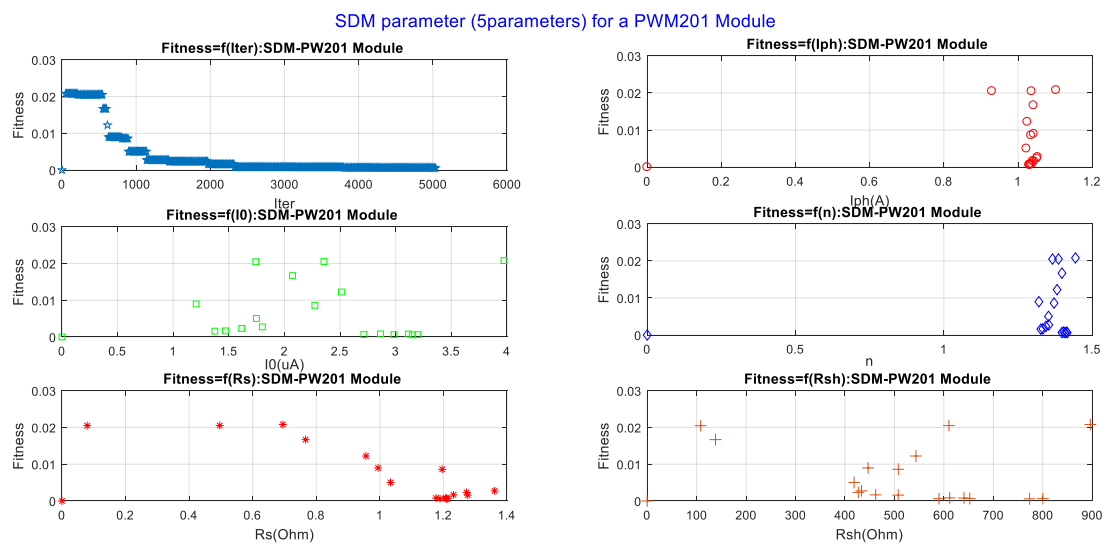 SDM parameter (5parameters) for a PWM201 Module
Fitness=f(Iter):SDM-PW201 Module
Fitness
0.03
0.02
0.01
0
0 1000 2000 3000 4000 5000 6000
Iter
Fitness=f(Iph):SDM-PW201 Module
Fitness
0.03
0.02
0.01
0
0 0.2 0.4 0.6 0.8 1 1.2
Iph(A)
Fitness=f(I0):SDM-PW201 Module
Fitness
0.03
0.02
0.01
0
0 0.5 1 1.5 2 2.5 3 3.5 4
I0(uA)
Fitness=f(n):SDM-PW201 Module
Fitness
0.03
0.02
0.01
0
0 0.5 1 1.5
n
Fitness=f(Rs):SDM-PW201 Module
Fitness
0.03
0.02
0.01
0
0 0.2 0.4 0.6 0.8 1 1.2 1.4
Rs(Ohm)
Fitness=f(Rsh):SDM-PW201 Module
Fitness
0.03
0.02
0.01
0
0 100 200 300 400 500 600 700 800 900
Rsh(Ohm)